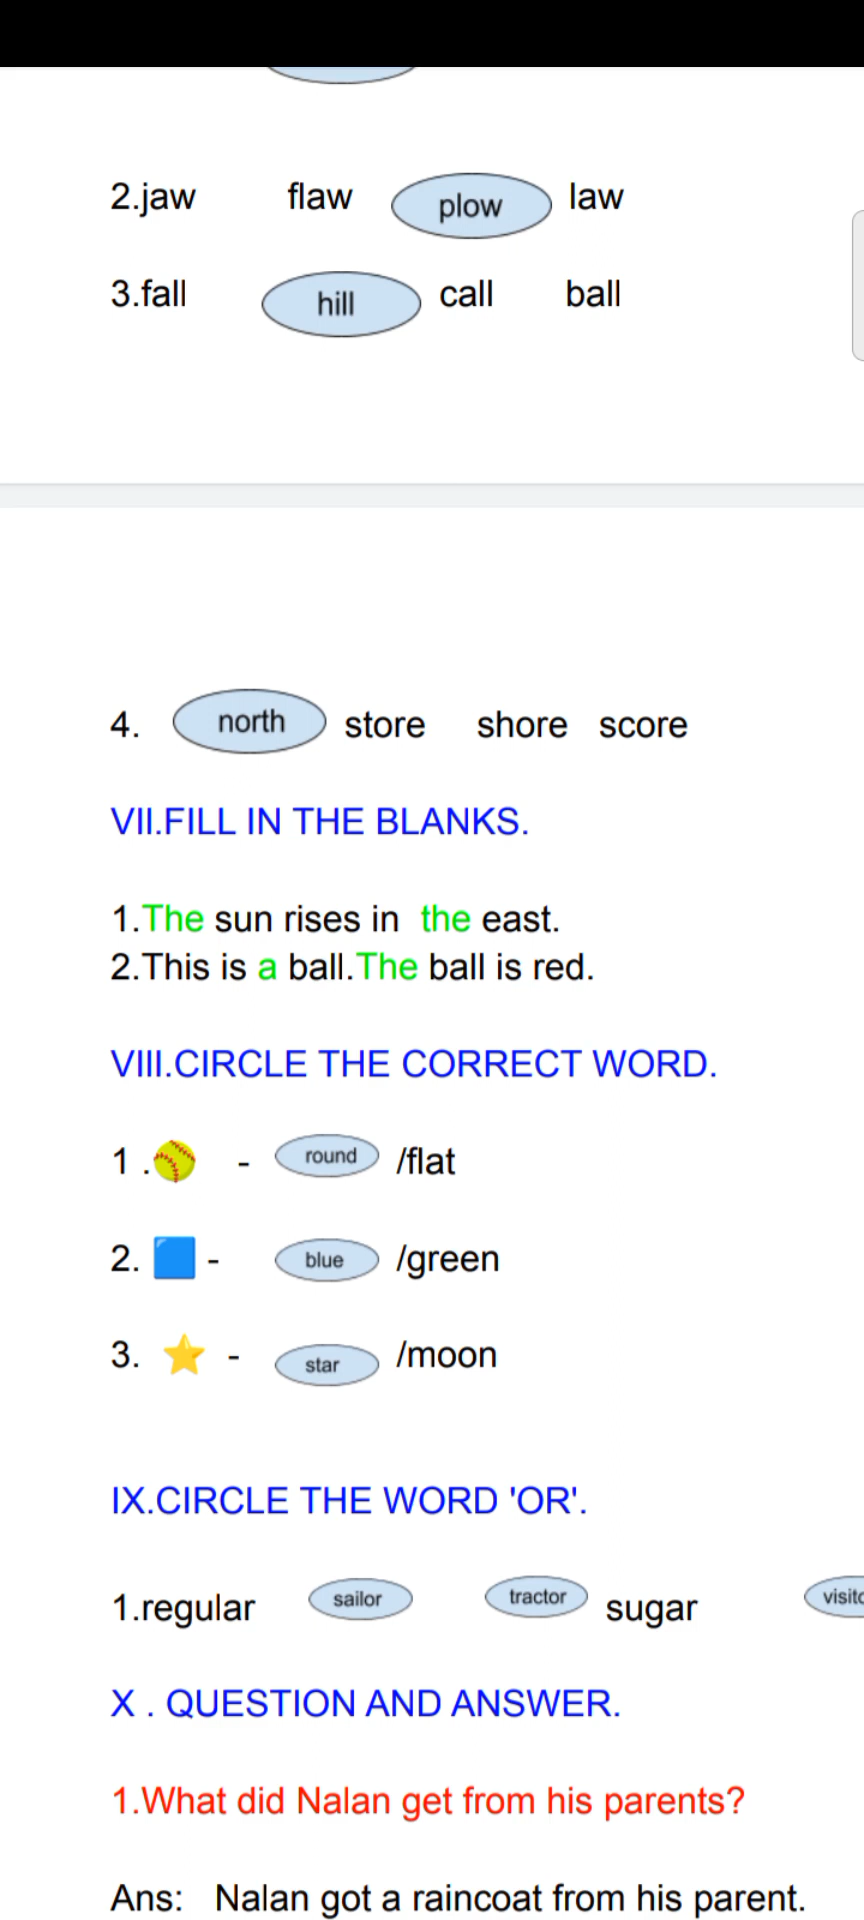 2.jaw flaw plow law
3.fall hill call ball
4. north store shore score
VII.FILL IN THE BLANKS.
1.The sun rises in the east.
2.This is a ball.The ball is red.
VIII.CIRCLE THE CORRECT WORD.
1 . - round /flat
2. - blue /green
3. - star /moon
IX.CIRCLE THE WORD 'OR'.
1.regular sailor tractor sugar
X . QUESTION AND ANSWER.
1.What did Nalan get from his parents?
Ans: Nalan got a raincoat from his parent.